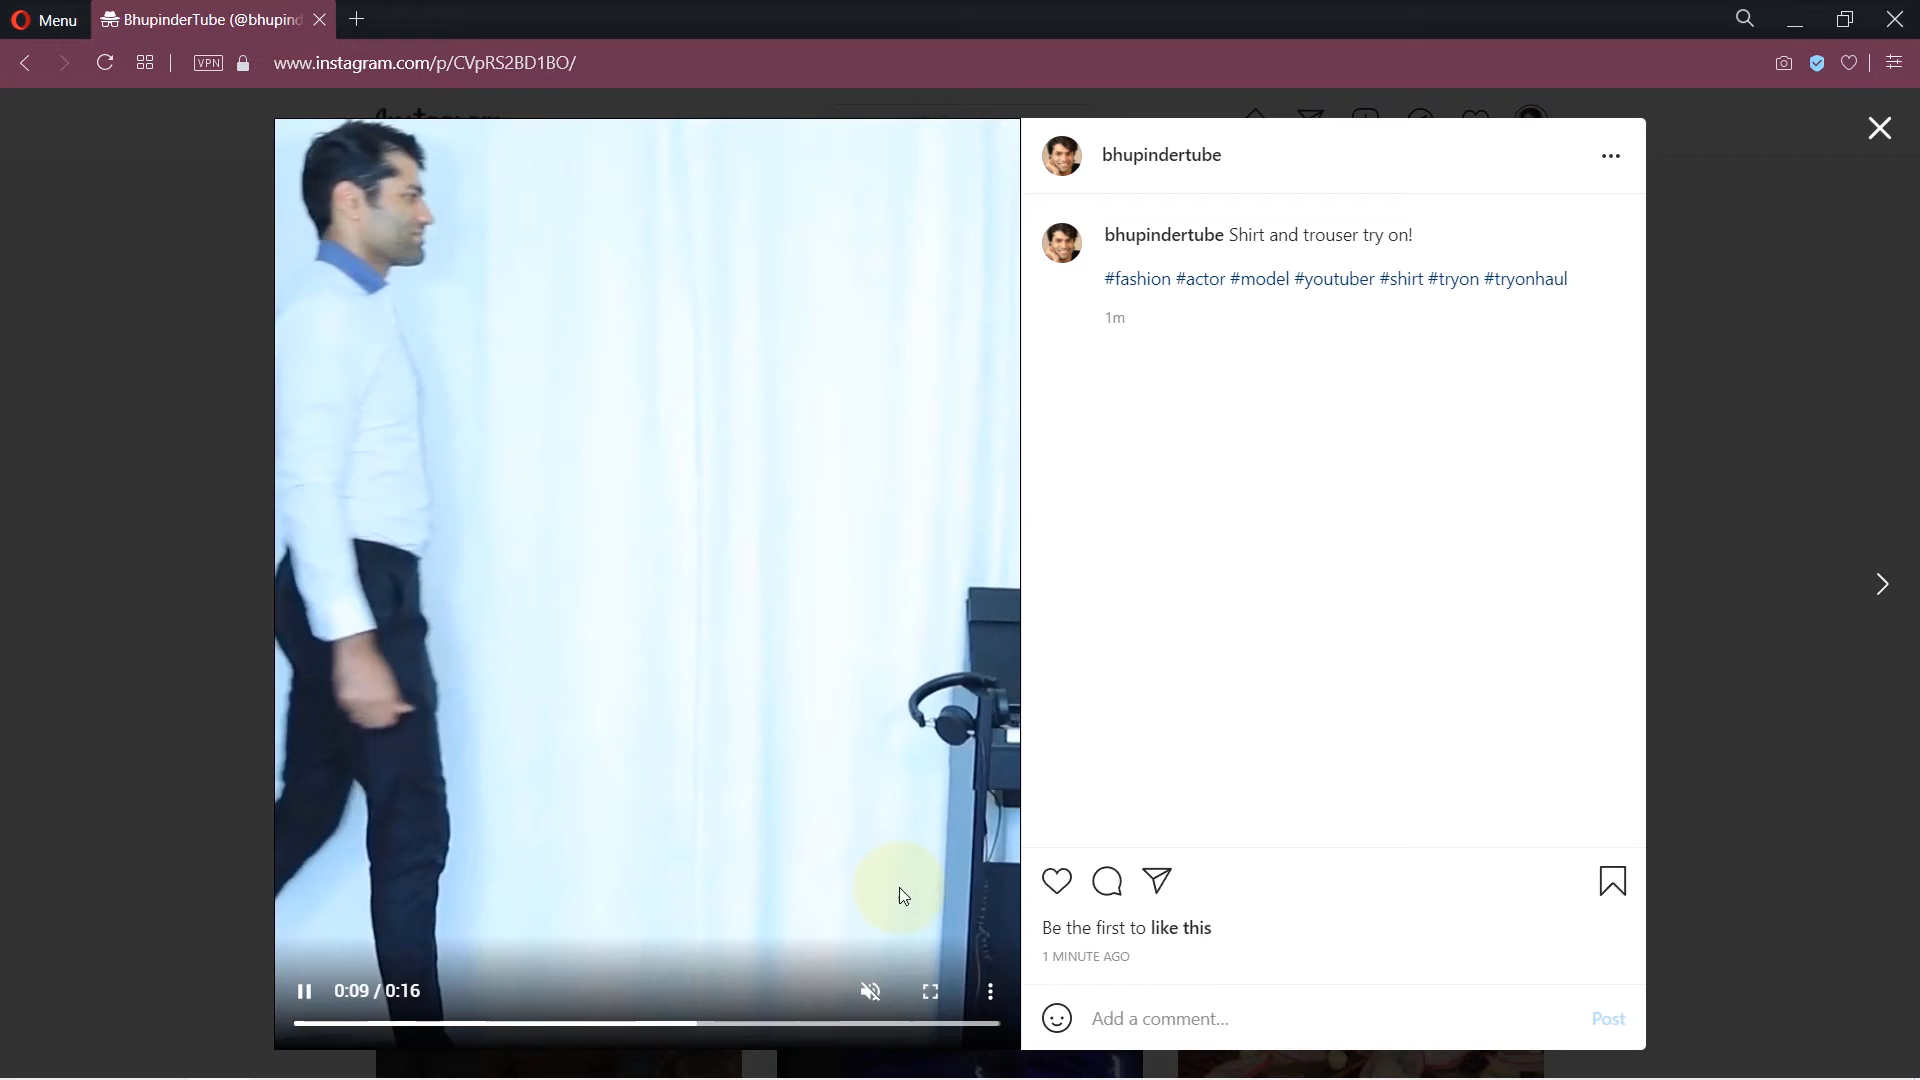 Menu
BhupinderTube (@bhupind
VPN
www.instagram.com/p/CVpRS2BD1BO/
Instagram
bhupindertube
bhupindertube Shirt and trouser try on!
#fashion #actor #model #youtuber #shirt #tryon #tryonhaul
1m
Be the first to like this
1 MINUTE AGO
0:09 / 0:16
Add a comment...
Post